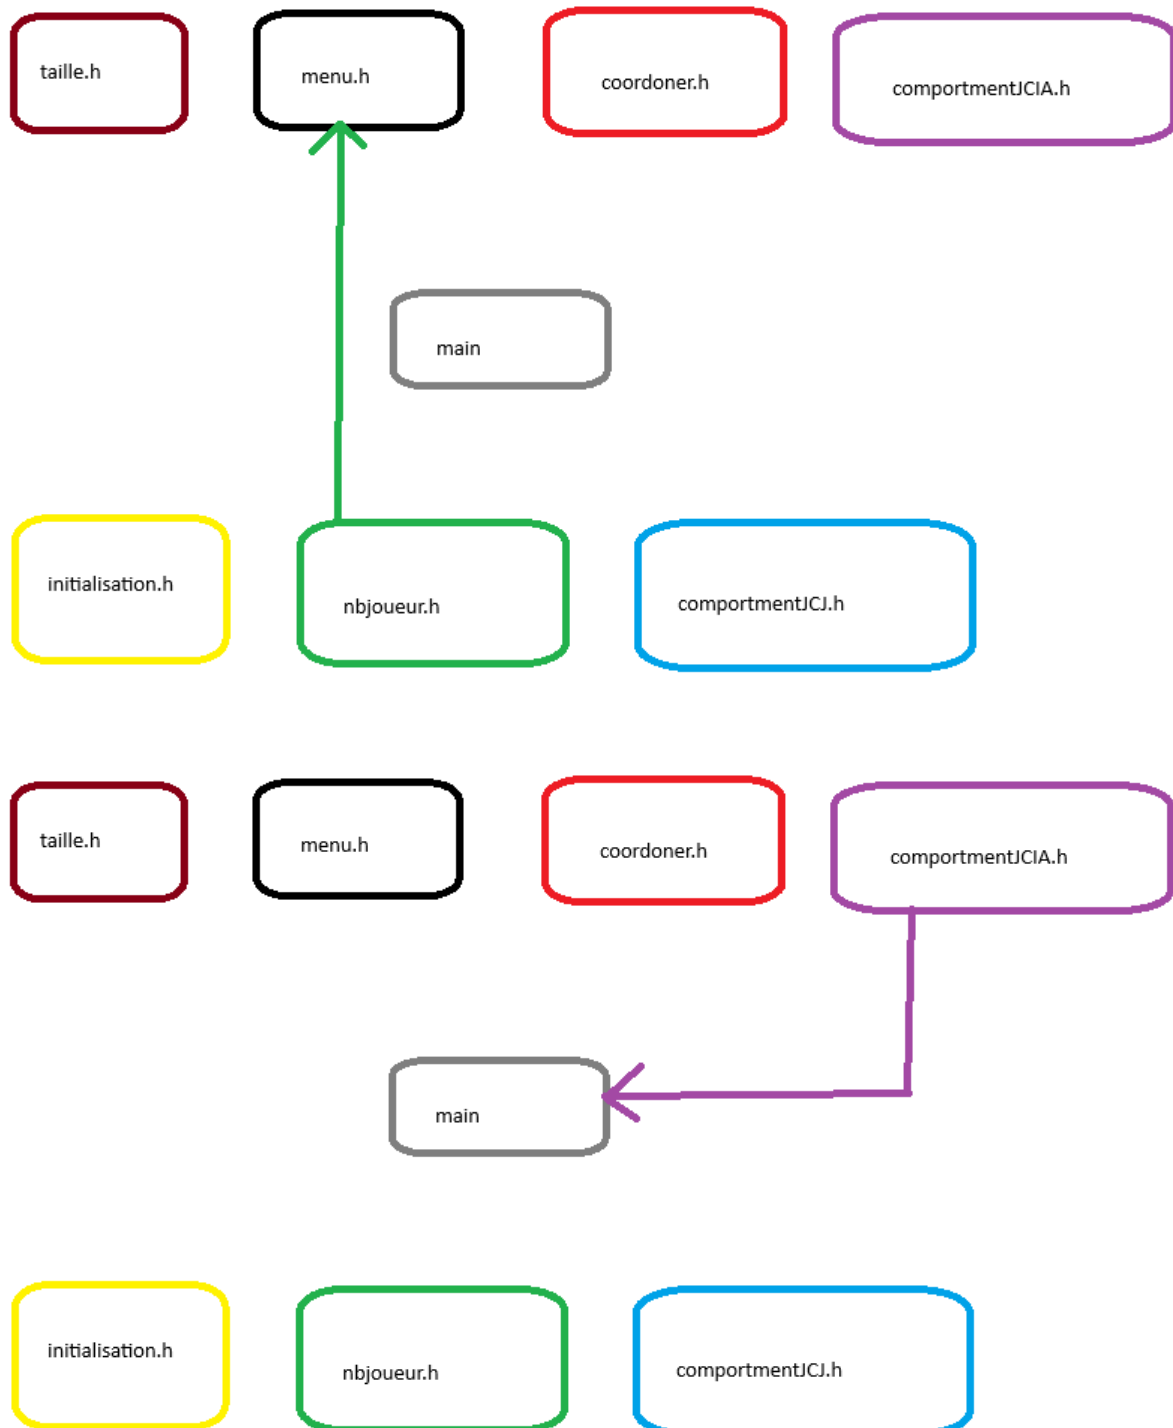 taille.h
menu.h
coordoner.h
comportmentJCIA.h
main
initialisation.h
nbjoueur.h
comportmentJCJ.h
taille.h
menu.h
coordoner.h
comportmentJCIA.h
main
initialisation.h
nbjoueur.h
comportmentJCJ.h